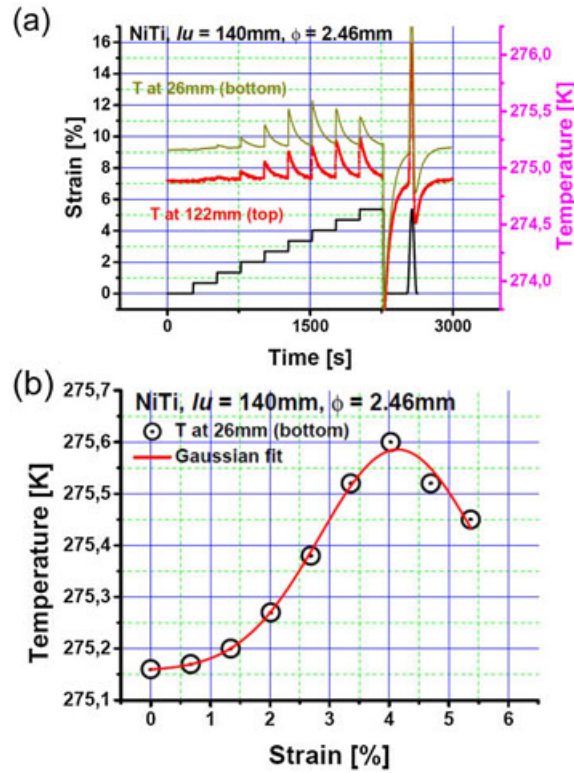 (a)
NiTi, lu = 140mm, ϕ = 2.46mm
T at 26mm (bottom)
T at 122mm (top)
Strain [%]
16
14
12
10
8
6
4
2
0
Temperature [K]
276,0
275,5
275,0
274,5
274,0
0
1500
3000
Time [s]
(b)
NiTi, lu = 140mm, ϕ = 2.46mm
T at 26mm (bottom)
Gaussian fit
Temperature [K]
275,7
275,6
275,5
275,4
275,3
275,2
275,1
0
1
2
3
4
5
6
Strain [%]